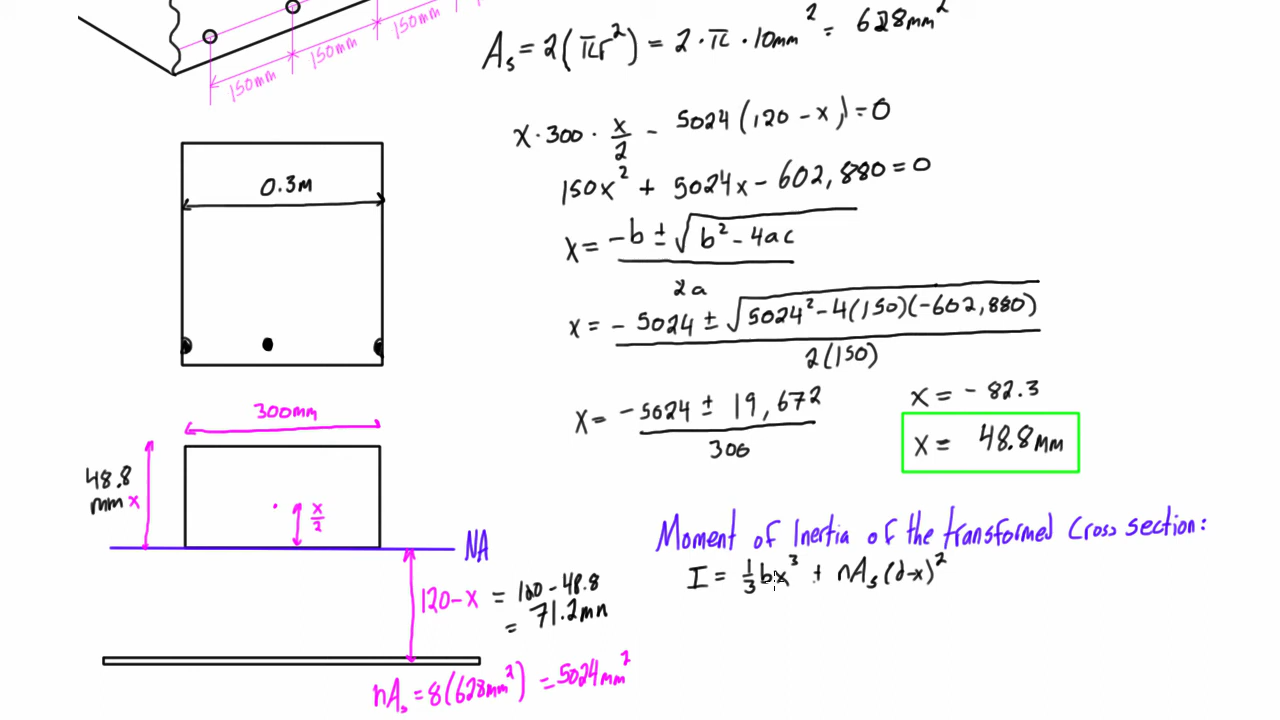 150mm
150mm
150mm
A_s = 2(πr²) = 2 · π · 10mm² = 628mm²
x · 300 · x/2 - 5024(120 - x) = 0
150x² + 5024x - 602,880 = 0
0.3M
x = -b ± √b² - 4ac
2a
x = -5024 ± √5024² - 4(150)(-602,880)
2(150)
x = -5024 ± 19,672
300
x = -82.3
x = 48.8mm
300mm
48.8
mm x
x/2
NA
Moment of Inertia of the transformed Cross section:
I = 1/3 bx³ + nA_s(d-x)²
120-x = 120 - 48.8
= 71.2mm
nA_s = 8(628mm²) = 5024mm²